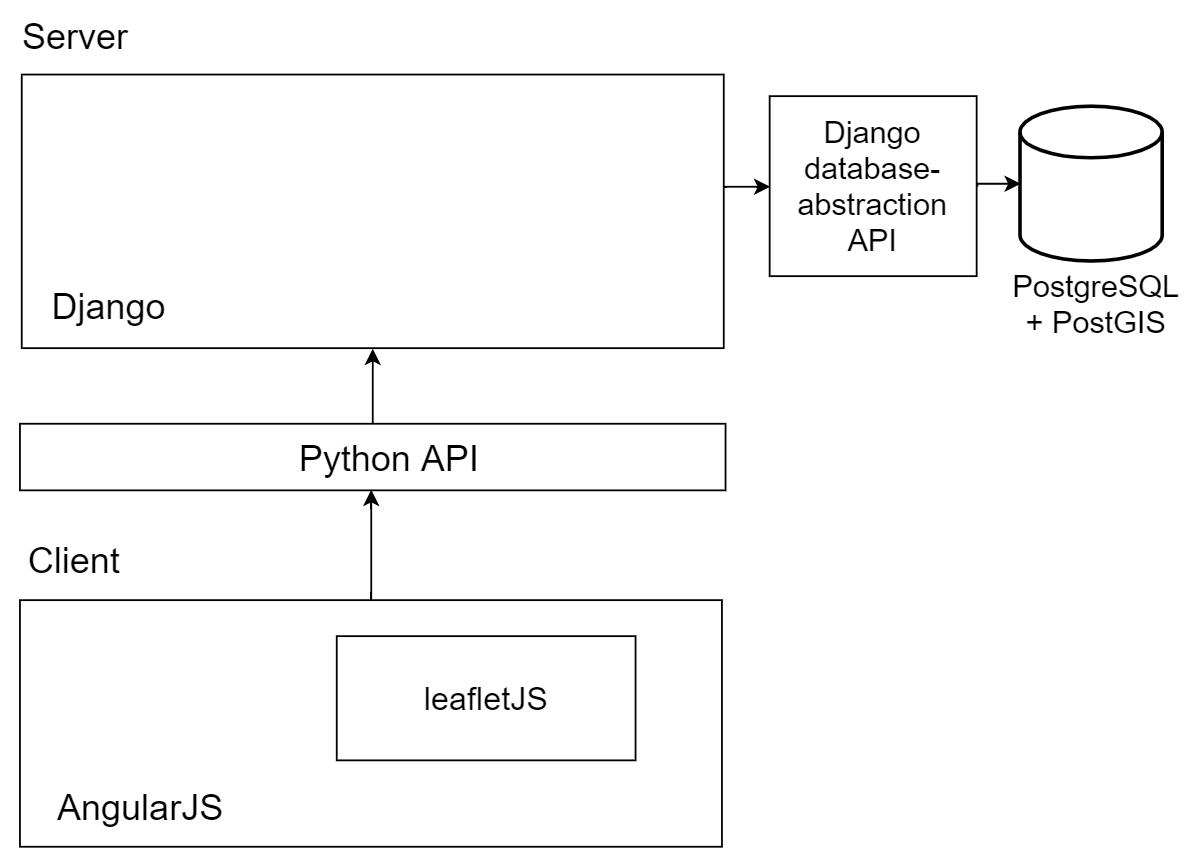 Server
Django
Django
database-
abstraction
API
PostgreSQL
+ PostGIS
Python API
Client
leafletJS
AngularJS